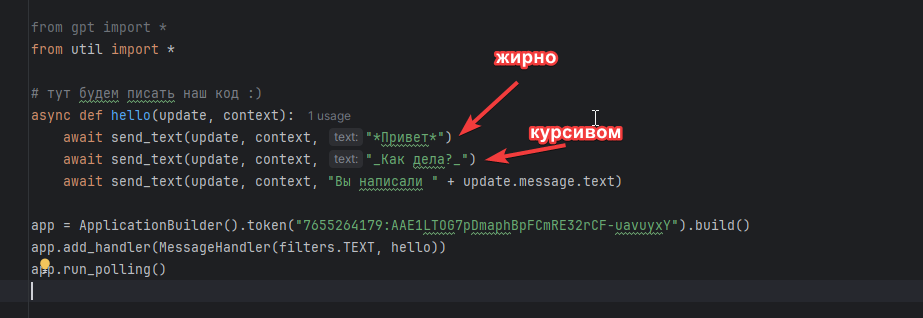 from gpt import *
from util import *
жирно
# тут будем писать наш код :)
async def hello(update, context): 1 usage
курсивом
await send_text(update, context, text: "*Привет*")
await send_text(update, context, text: "_Как дела?_")
await send_text(update, context, "Вы написали " + update.message.text)
app = ApplicationBuilder().token("7655264179:AAE1LTOG7pDmaphBpFCmRE32rCF-uavuyxY").build()
app.add_handler(MessageHandler(filters.TEXT, hello))
app.run_polling()